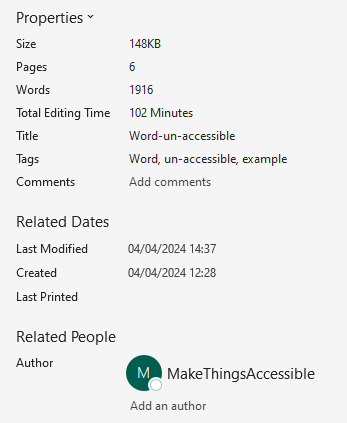 Properties
Size 148KB
Pages 6
Words 1916
Total Editing Time 102 Minutes
Title Word-un-accessible
Tags Word, un-accessible, example
Comments Add comments
Related Dates
Last Modified 04/04/2024 14:37
Created 04/04/2024 12:28
Last Printed
Related People
Author
M MakeThingsAccessible
Add an author